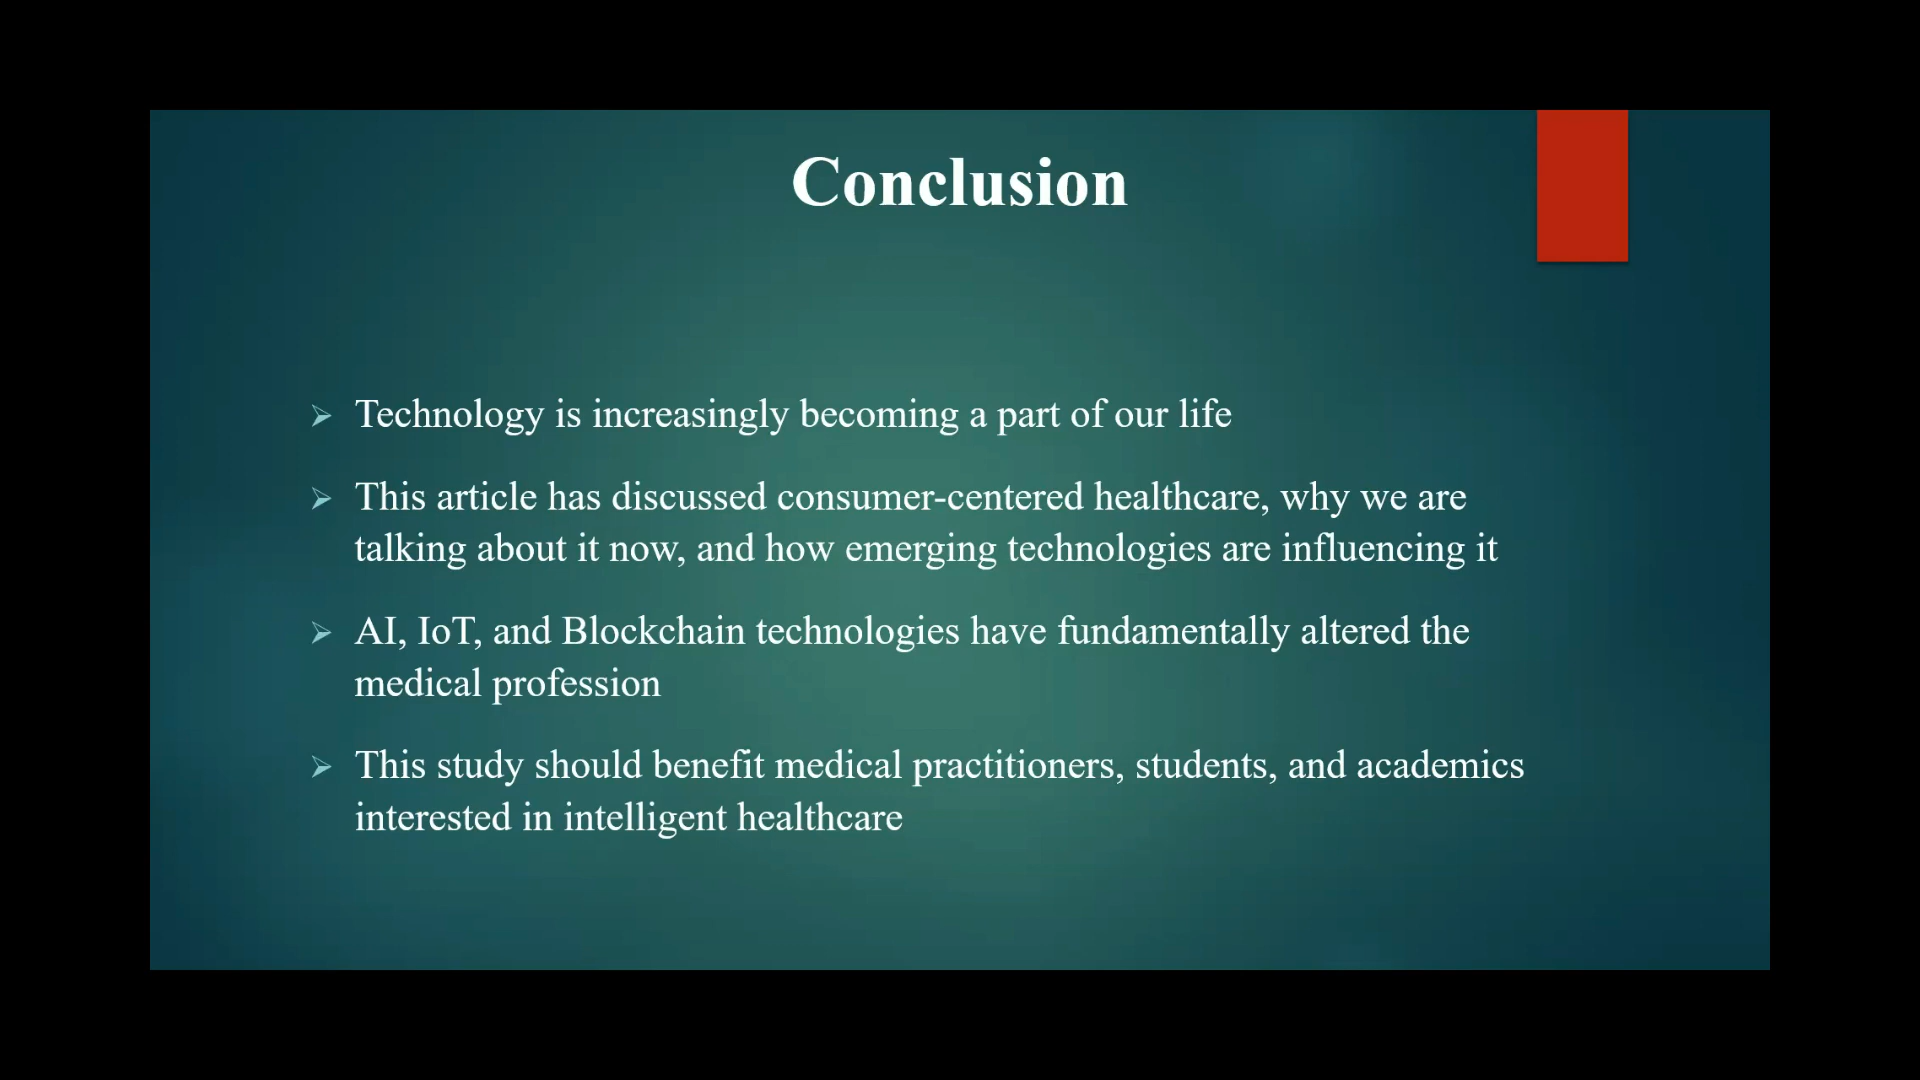 Conclusion
Technology is increasingly becoming a part of our life
This article has discussed consumer-centered healthcare, why we are
talking about it now, and how emerging technologies are influencing it
AI, IoT, and Blockchain technologies have fundamentally altered the
medical profession
This study should benefit medical practitioners, students, and academics
interested in intelligent healthcare